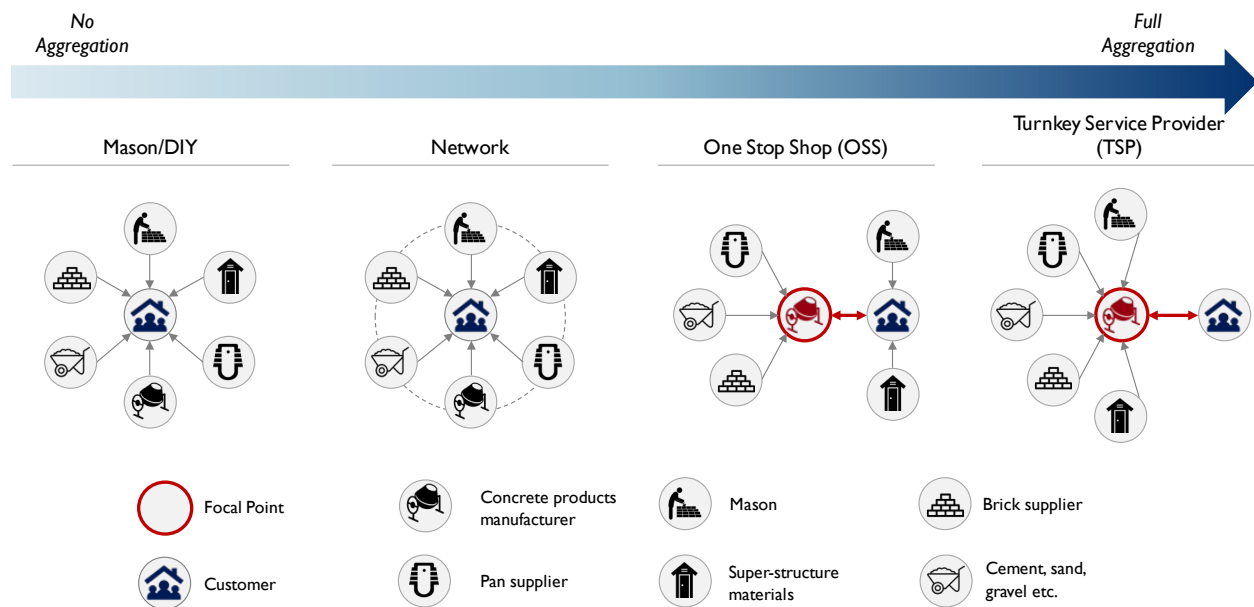 No
Aggregation
Full
Aggregation
Mason/DIY
Network
One Stop Shop (OSS)
Turnkey Service Provider
(TSP)
Focal Point
Concrete products
manufacturer
Mason
Brick supplier
Customer
Pan supplier
Super-structure
materials
Cement, sand,
gravel etc.